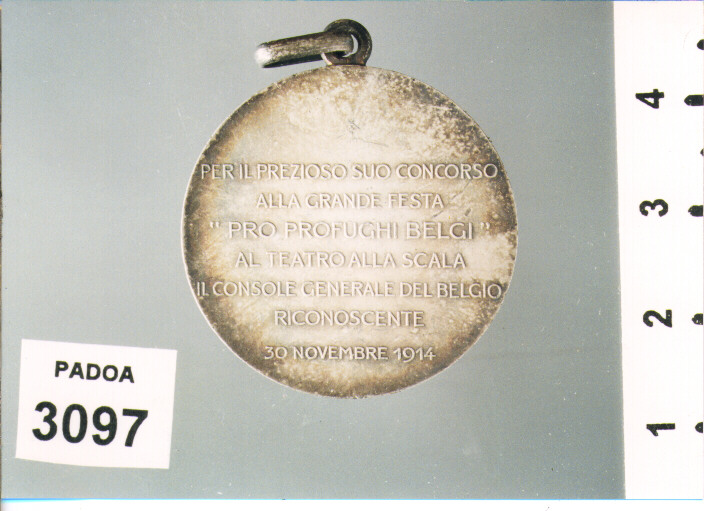 PER IL PREZIOSO SUO CONCORSO
ALLA GRANDE FESTA
" PRO PROFUGHI BELGI "
AL TEATRO ALLA SCALA
IL CONSOLE GENERALE DEL BELGIO
RICONOSCENTE
30 NOVEMBRE 1914
PADOA
3097
4
3
2
1